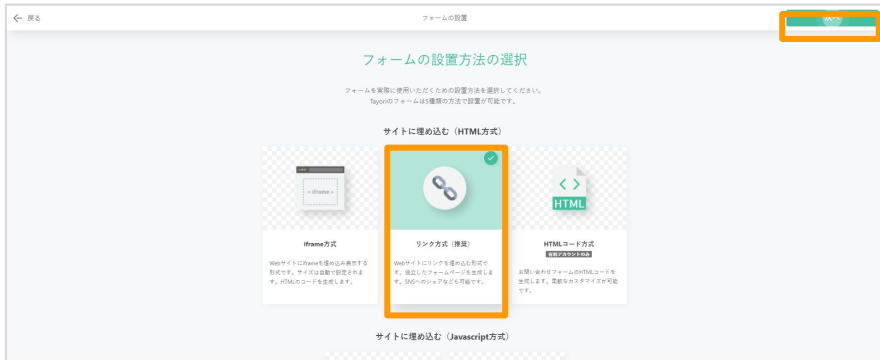 ← 戻る
フォームの設置
次へ
フォームの設置方法の選択
フォームを実際に使用いただくための設置方法を選択してください。
Tayoriのフォームは5種類の方法で設置が可能です。
サイトに埋め込む（HTML方式）
< iframe >
HTML
iframe方式
Webサイトにiframeを埋め込み表示する
形式です。サイズは自動で設定されま
す。HTMLのコードを生成します。
リンク方式（推奨）
Webサイトにリンクを埋め込む形式で
す。独立したフォームページを生成しま
す。SNSへのシェアなども可能です。
HTMLコード方式
有料アカウントのみ
お問い合わせフォームのHTMLコードを
生成します。柔軟なカスタマイズが可能
です。
サイトに埋め込む（Javascript方式）